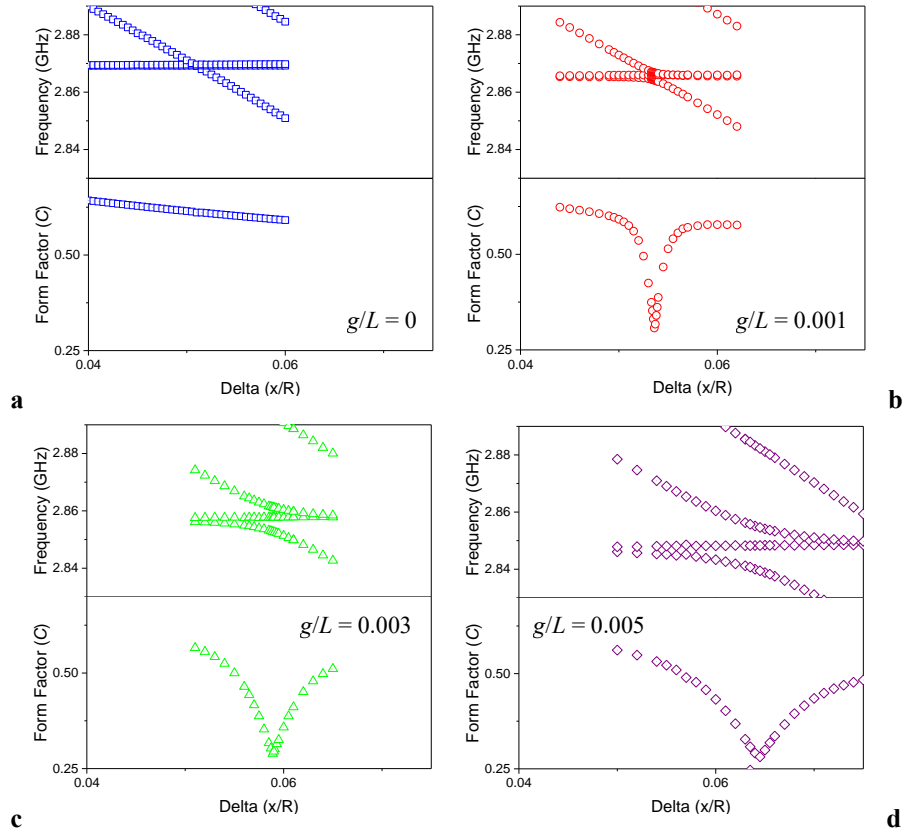 2.88
2.86
2.84
Frequency (GHz)
0.50
0.25
Form Factor (C)
g/L = 0
0.04
0.06
Delta (x/R)
a
2.88
2.86
2.84
Frequency (GHz)
0.50
0.25
Form Factor (C)
g/L = 0.001
0.04
0.06
Delta (x/R)
b
2.88
2.86
2.84
Frequency (GHz)
0.50
0.25
Form Factor (C)
g/L = 0.003
0.04
0.06
Delta (x/R)
c
2.88
2.86
2.84
Frequency (GHz)
0.50
0.25
Form Factor (C)
g/L = 0.005
0.04
0.06
Delta (x/R)
d